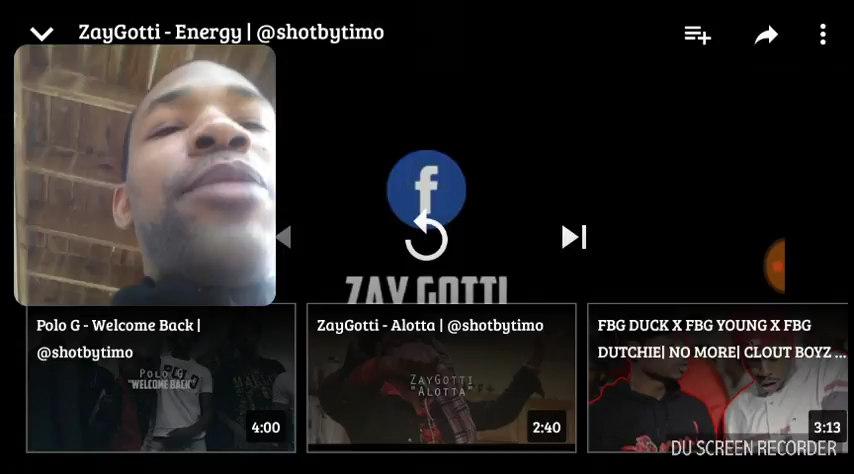 ZayGotti - Energy | @shotbytimo
f
ZAY GOTTI
Polo G - Welcome Back |
@shotbytimo
POLO G
"WELCOME BACK"
4:00
ZayGotti - Alotta | @shotbytimo
ZAYGOTTI
"ALOTTA"
2:40
FBG DUCK X FBG YOUNG X FBG
DUTCHIE| NO MORE| CLOUT BOYZ ...
3:13
DU SCREEN RECORDER